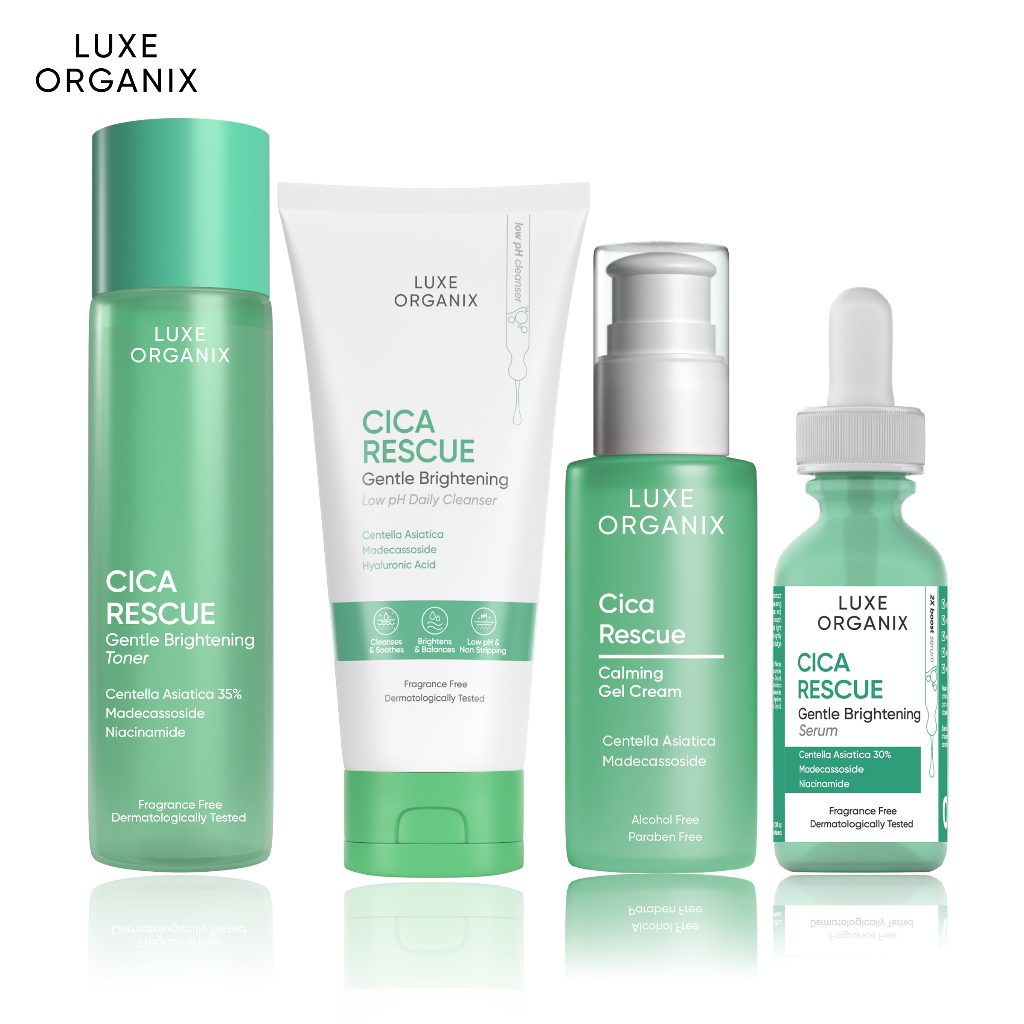 LUXE
ORGANIX
LUXE
ORGANIX
CICA
RESCUE
Gentle Brightening
Toner
Centella Asiatica 35%
Madecassoside
Niacinamide
Fragrance Free
Dermatologically Tested
low pH cleanser
LUXE
ORGANIX
CICA
RESCUE
Gentle Brightening
Low pH Daily Cleanser
Centella Asiatica
Madecassoside
Hyaluronic Acid
Cleanses
& Soothes
Brightens
& Balances
pH
Low pH &
Non Stripping
Fragrance Free
Dermatologically Tested
LUXE
ORGANIX
Cica
Rescue
Calming
Gel Cream
Centella Asiatica
Madecassoside
Alcohol Free
Paraben Free
LUXE
ORGANIX
2X boost serum
CICA
RESCUE
Gentle Brightening
Serum
Centella Asiatica 30%
Madecassoside
Niacinamide
Fragrance Free
Dermatologically Tested